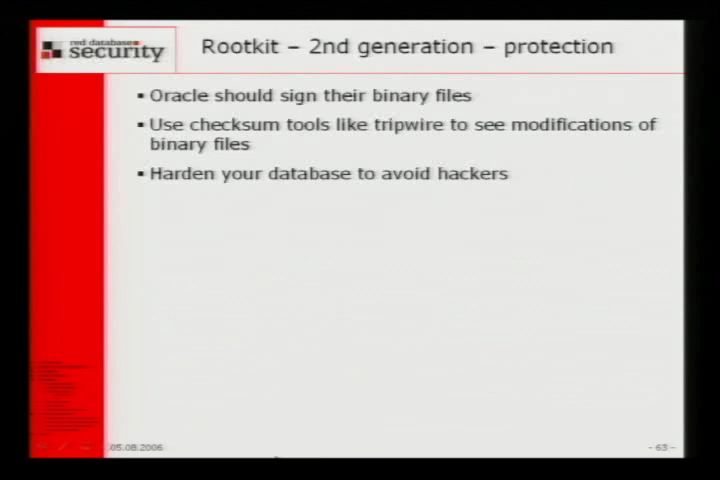 red database
security
Rootkit – 2nd generation – protection
▪ Oracle should sign their binary files
▪ Use checksum tools like tripwire to see modifications of
binary files
▪ Harden your database to avoid hackers
05.08.2006
- 63 -